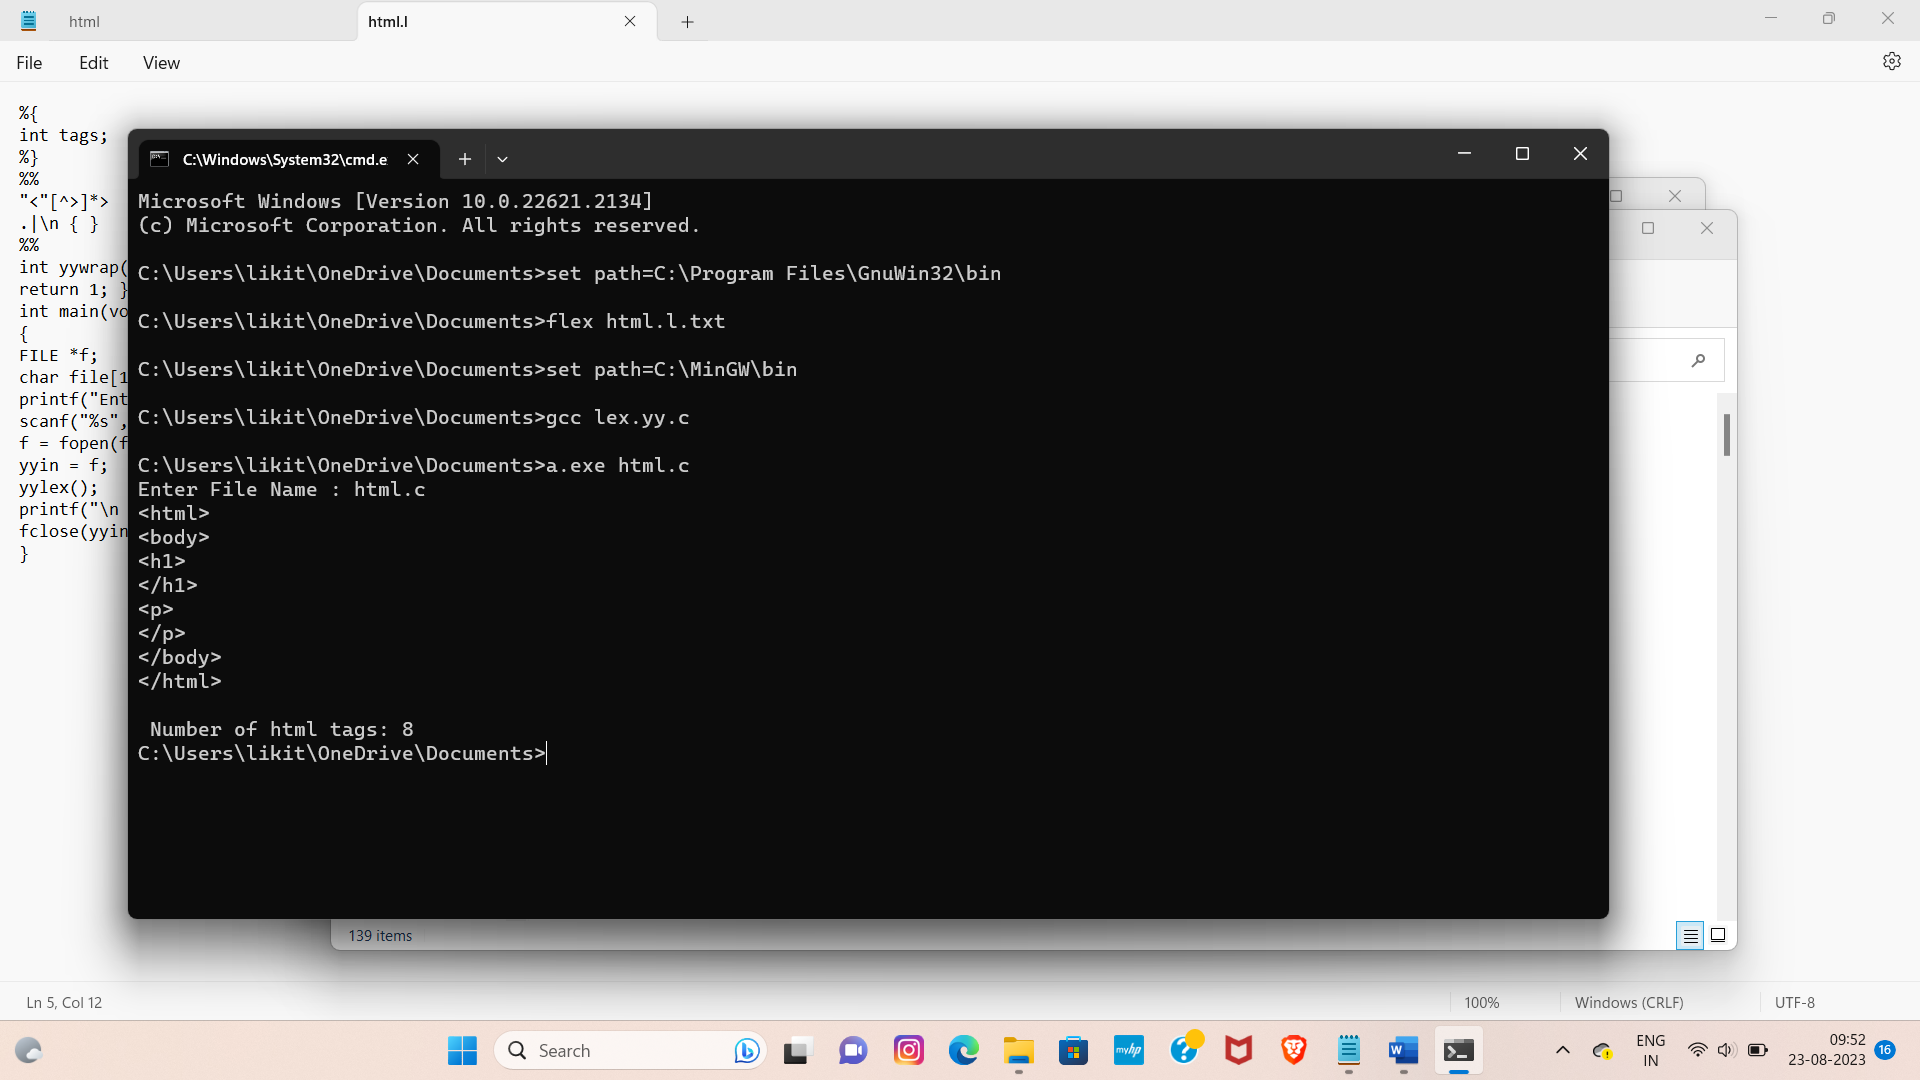 html
html.l
File Edit View
%{
int tags;
%}
%%
"<"[^>]*>
.|\n { }
%%
int yywrap(
return 1; }
int main(vo
{
FILE *f;
char file[1
printf("Ent
scanf("%s",
f = fopen(f
yyin = f;
yylex();
printf("\n
fclose(yyin
}
C:\Windows\System32\cmd.e
Microsoft Windows [Version 10.0.22621.2134]
(c) Microsoft Corporation. All rights reserved.
C:\Users\likit\OneDrive\Documents>set path=C:\Program Files\GnuWin32\bin
C:\Users\likit\OneDrive\Documents>flex html.l.txt
C:\Users\likit\OneDrive\Documents>set path=C:\MinGW\bin
C:\Users\likit\OneDrive\Documents>gcc lex.yy.c
C:\Users\likit\OneDrive\Documents>a.exe html.c
Enter File Name : html.c
<html>
<body>
<h1>
</h1>
<p>
</p>
</body>
</html>
Number of html tags: 8
C:\Users\likit\OneDrive\Documents>
139 items
Ln 5, Col 12
100%
Windows (CRLF)
UTF-8
Search
myhp
ENG
IN
09:52
23-08-2023
16